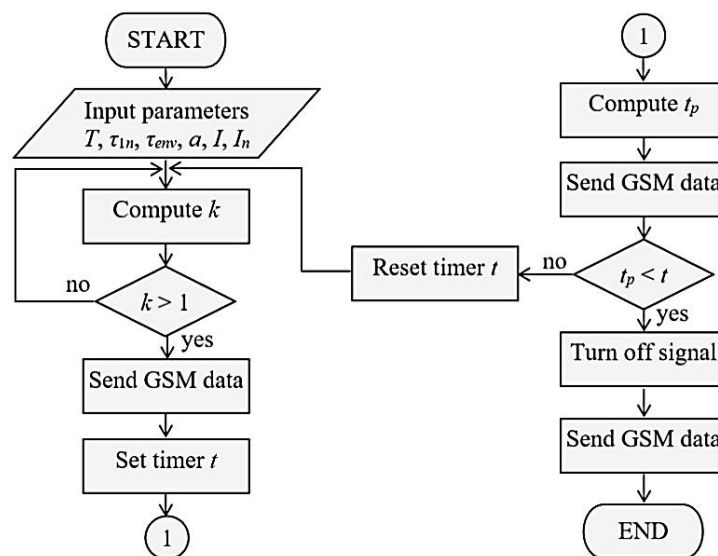 START
Input parameters
T, τ1n, τenv, a, I, In
Compute k
no
k > 1
yes
Send GSM data
Set timer t
1
1
Compute tp
Send GSM data
Reset timer t
no
tp < t
yes
Turn off signal
Send GSM data
END